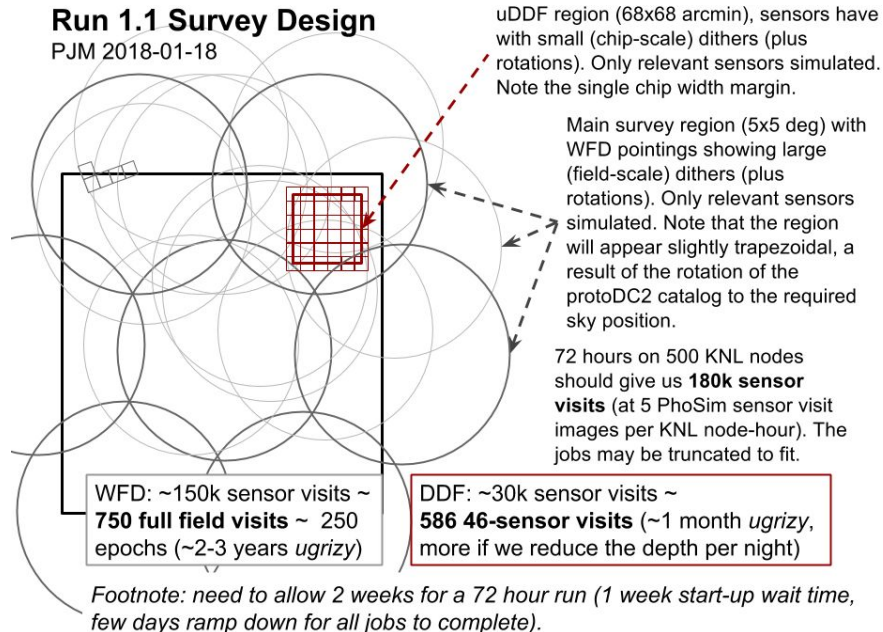 Run 1.1 Survey Design
PJM 2018-01-18
uDDF region (68x68 arcmin), sensors have
with small (chip-scale) dithers (plus
rotations). Only relevant sensors simulated.
Note the single chip width margin.
Main survey region (5x5 deg) with
WFD pointings showing large
(field-scale) dithers (plus
rotations). Only relevant sensors
simulated. Note that the region
will appear slightly trapezoidal, a
result of the rotation of the
protoDC2 catalog to the required
sky position.
72 hours on 500 KNL nodes
should give us 180k sensor
visits (at 5 PhoSim sensor visit
images per KNL node-hour). The
jobs may be truncated to fit.
WFD: ~150k sensor visits ~
750 full field visits ~ 250
epochs (~2-3 years ugrizy)
DDF: ~30k sensor visits ~
586 46-sensor visits (~1 month ugrizy,
more if we reduce the depth per night)
Footnote: need to allow 2 weeks for a 72 hour run (1 week start-up wait time,
few days ramp down for all jobs to complete).